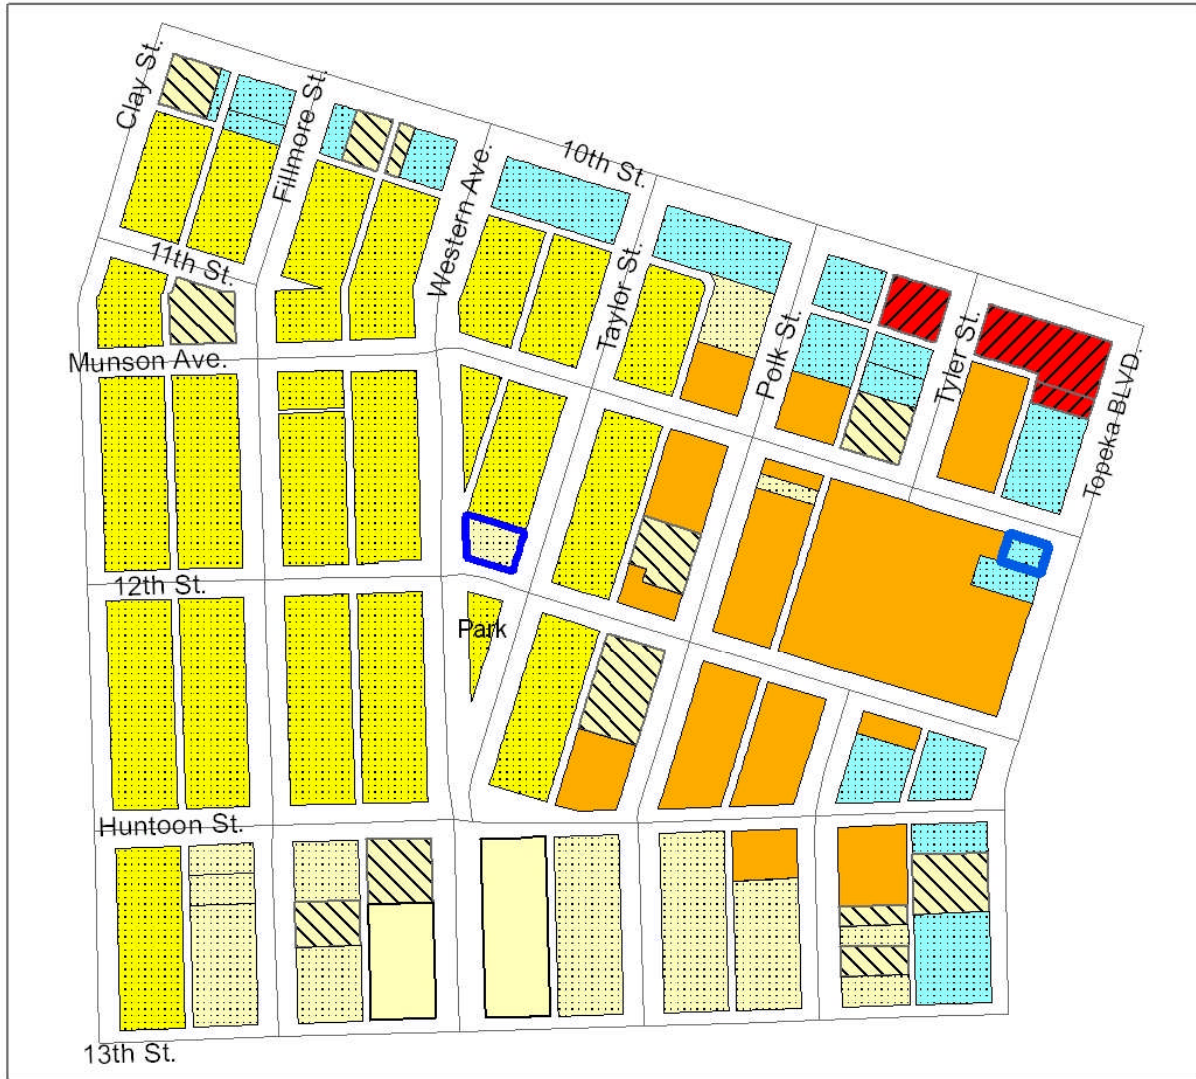 Clay St.
Fillmore St.
Western Ave.
10th St.
11th St.
Taylor St.
Polk St.
Tyler St.
Topeka BLVD.
Munson Ave.
12th St.
Park
Huntoon St.
13th St.